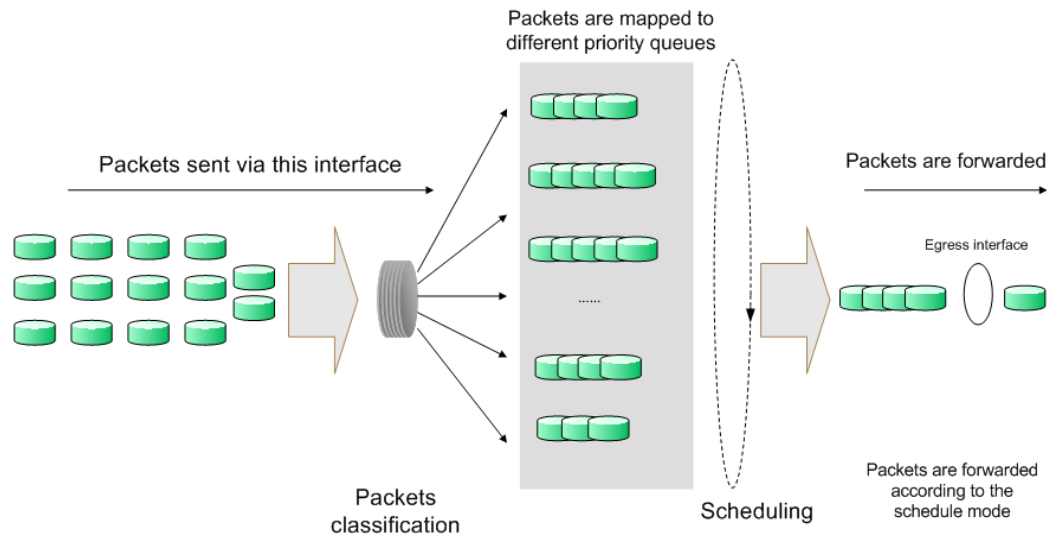 Packets are mapped to
different priority queues
Packets sent via this interface
Packets are forwarded
Egress interface
......
Packets
classification
Scheduling
Packets are forwarded
according to the
schedule mode